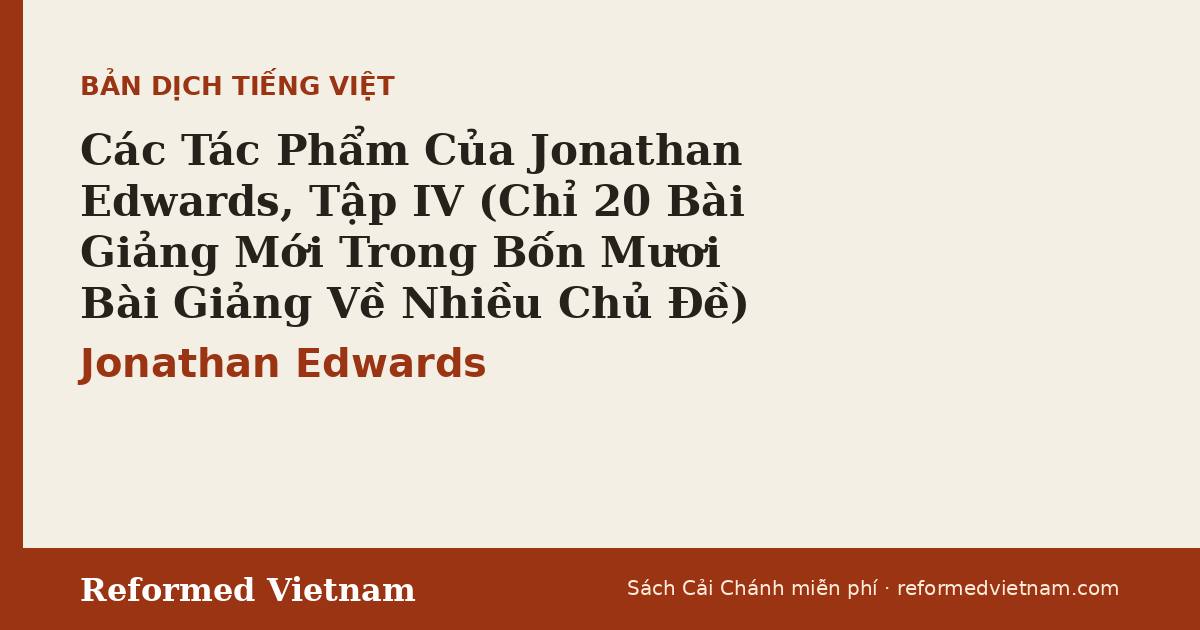 BẢN DỊCH TIẾNG VIỆT
Các Tác Phẩm Của Jonathan
Edwards, Tập IV (Chỉ 20 Bài
Giảng Mới Trong Bốn Mươi
Bài Giảng Về Nhiều Chủ Đề)
Jonathan Edwards
Reformed Vietnam
Sách Cải Chánh miễn phí · reformedvietnam.com